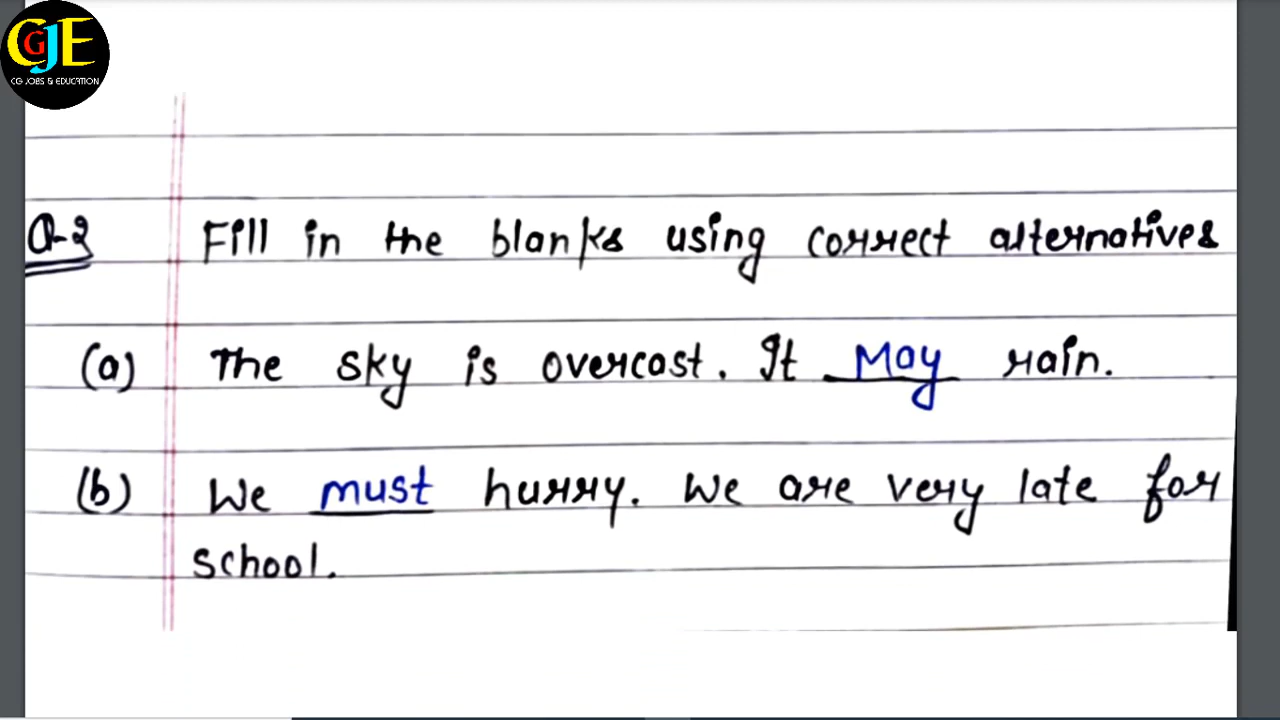 CGJE
CG JOBS & EDUCATION
Q-2 Fill in the blanks using correct alternatives
(a) The sky is overcast. It May rain.
(b) We must hurry. We are very late for
school.